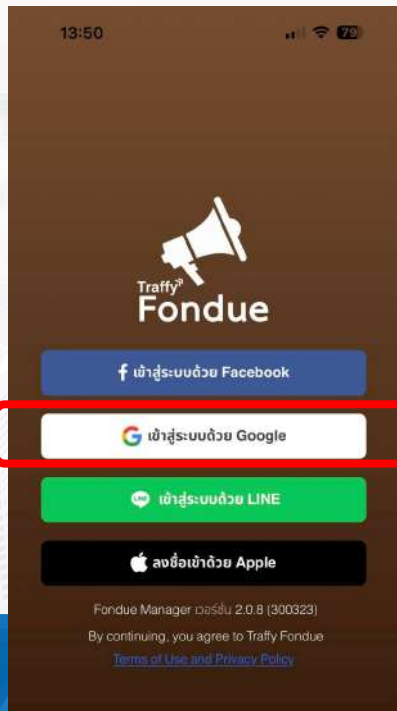 13:50
79
Traffy
Fondue
เข้าสู่ระบบด้วย Facebook
เข้าสู่ระบบด้วย Google
เข้าสู่ระบบด้วย LINE
ลงชื่อเข้าด้วย Apple
Fondue Manager เวอร์ชั่น 2.0.8 (300323)
By continuing, you agree to Traffy Fondue
Terms of Use and Privacy Policy